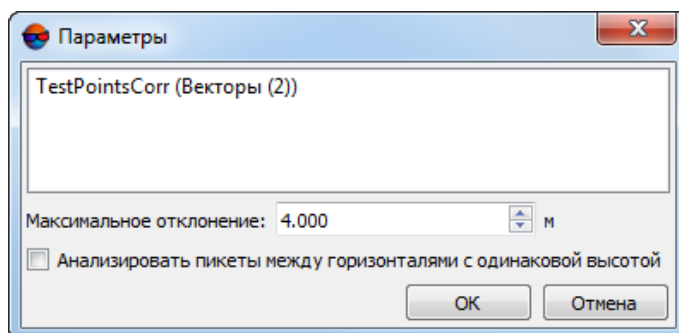 Параметры
TestPointsCorr (Векторы (2))
Максимальное отклонение: 4.000 м
Анализировать пикеты между горизонталями с одинаковой высотой
OK Отмена